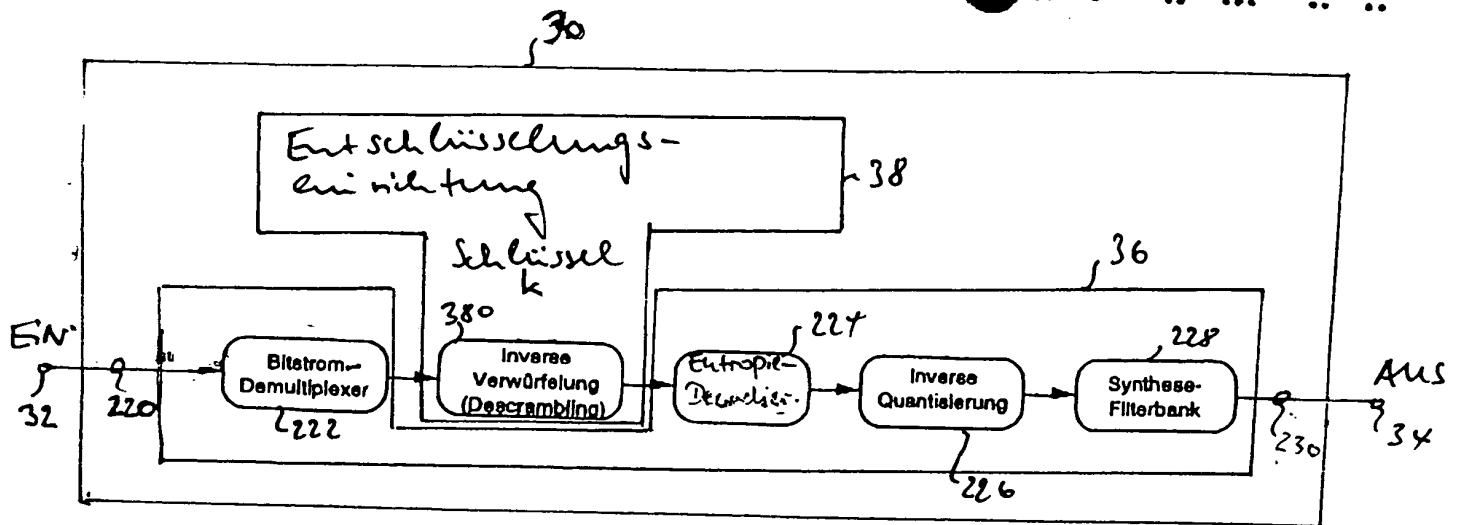 30
Entschlüsselungs-
einrichtung
38
Schlüssel
k
36
EIN
380
224
228
AUS
Bitstrom-
Demultiplexer
Inverse
Verwürfelung
(Descrambling)
Entropie-
Inverse
Quantisierung
Synthese-
Filterbank
32
220
222
226
230
34